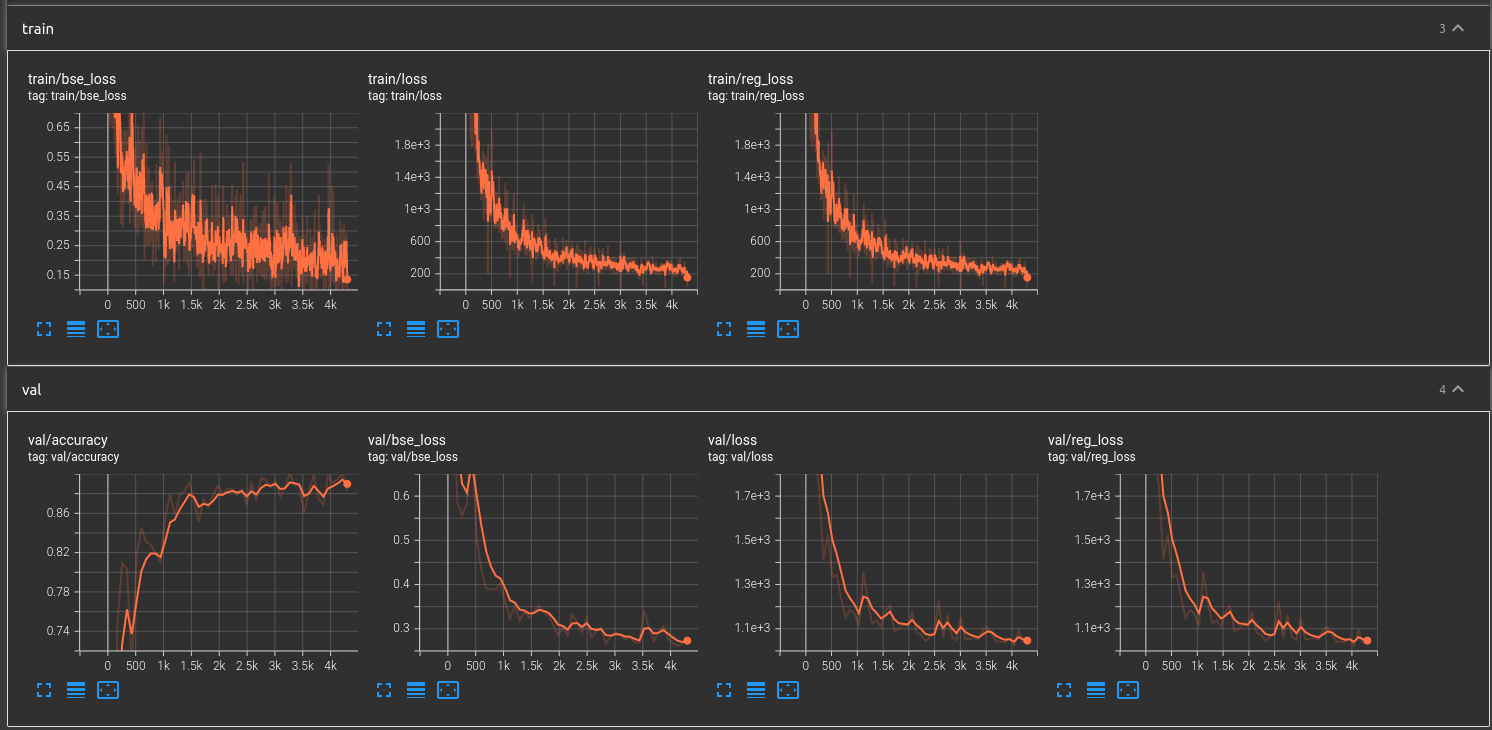 train
3
train/bse_loss
tag: train/bse_loss
0.65
0.55
0.45
0.35
0.25
0.15
0 500 1k 1.5k 2k 2.5k 3k 3.5k 4k
train/loss
tag: train/loss
1.8e+3
1.4e+3
1e+3
600
200
0 500 1k 1.5k 2k 2.5k 3k 3.5k 4k
train/reg_loss
tag: train/reg_loss
1.8e+3
1.4e+3
1e+3
600
200
0 500 1k 1.5k 2k 2.5k 3k 3.5k 4k
val
4
val/accuracy
tag: val/accuracy
0.86
0.82
0.78
0.74
0 500 1k 1.5k 2k 2.5k 3k 3.5k 4k
val/bse_loss
tag: val/bse_loss
0.6
0.5
0.4
0.3
0 500 1k 1.5k 2k 2.5k 3k 3.5k 4k
val/loss
tag: val/loss
1.7e+3
1.5e+3
1.3e+3
1.1e+3
0 500 1k 1.5k 2k 2.5k 3k 3.5k 4k
val/reg_loss
tag: val/reg_loss
1.7e+3
1.5e+3
1.3e+3
1.1e+3
0 500 1k 1.5k 2k 2.5k 3k 3.5k 4k